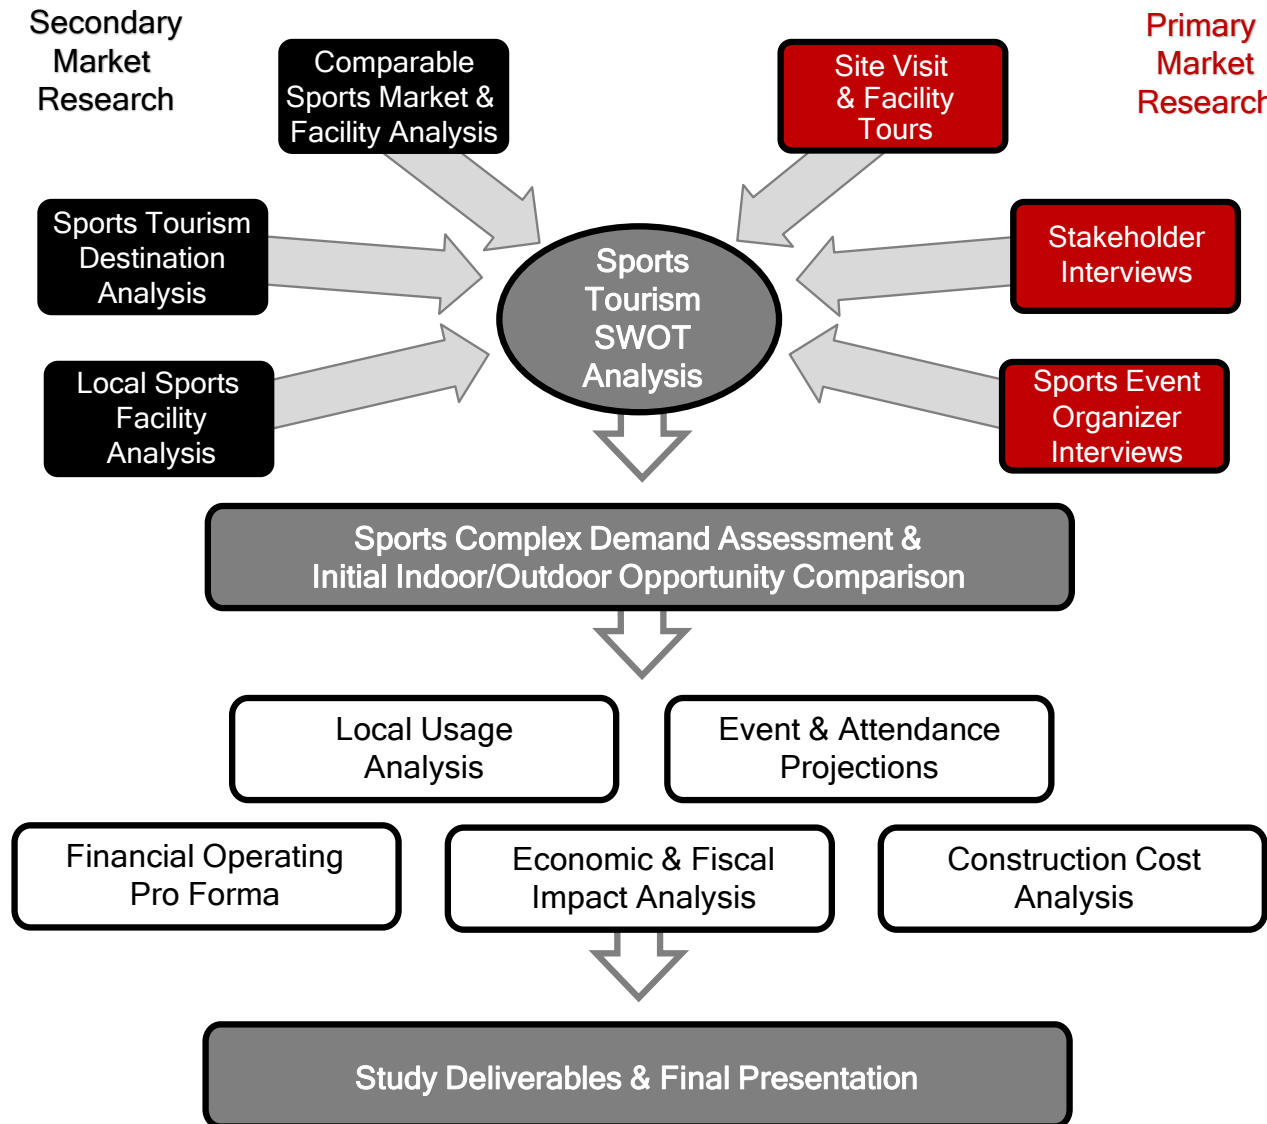 Secondary
Market
Research
Primary
Market
Research
Comparable
Sports Market &
Facility Analysis
Site Visit
& Facility
Tours
Sports Tourism
Destination
Analysis
Stakeholder
Interviews
Sports
Tourism
SWOT
Analysis
Local Sports
Facility
Analysis
Sports Event
Organizer
Interviews
Sports Complex Demand Assessment &
Initial Indoor/Outdoor Opportunity Comparison
Local Usage
Analysis
Event & Attendance
Projections
Financial Operating
Pro Forma
Economic & Fiscal
Impact Analysis
Construction Cost
Analysis
Study Deliverables & Final Presentation